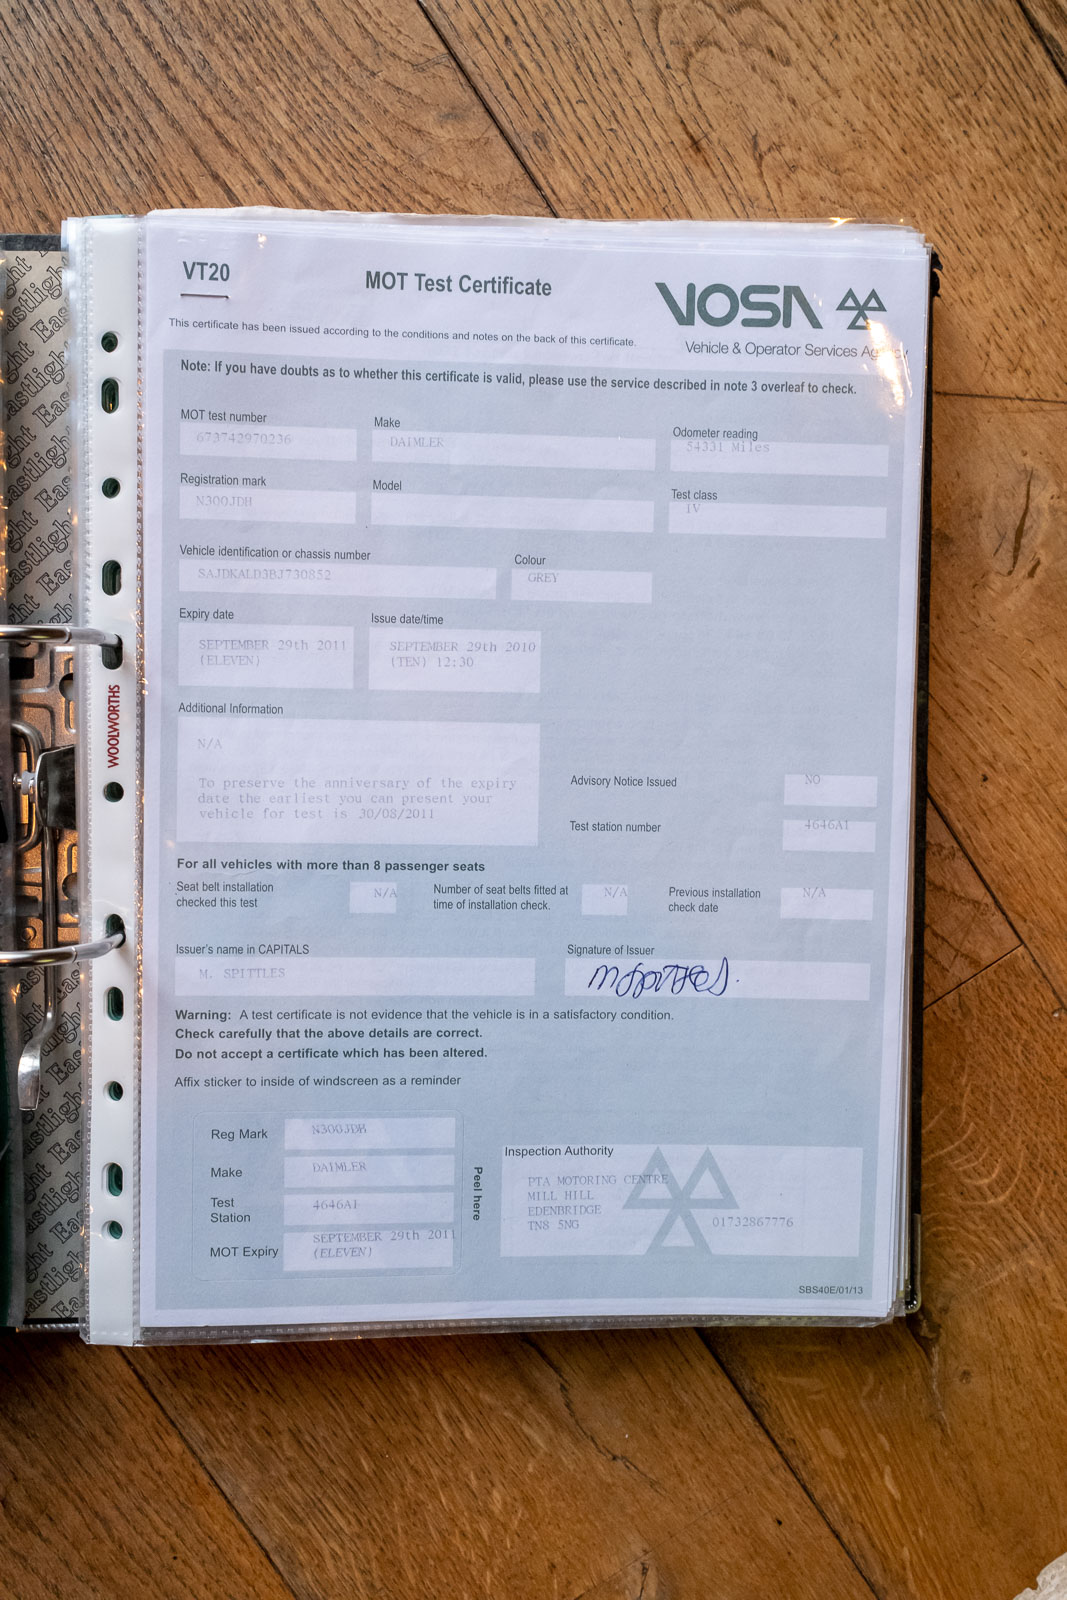 VT20
MOT Test Certificate
VOSA
Vehicle & Operator Services Agency
This certificate has been issued according to the conditions and notes on the back of this certificate.
Note: If you have doubts as to whether this certificate is valid, please use the service described in note 3 overleaf to check.
MOT test number
673742970236
Make
DAIMLER
Odometer reading
54331 Miles
Registration mark
N300JDH
Model
Test class
IV
Vehicle identification or chassis number
SAJDKALD3BJ730852
Colour
GREY
Expiry date
SEPTEMBER 29th 2011
(ELEVEN)
Issue date/time
SEPTEMBER 29th 2010
(TEN) 12:30
Additional Information
N/A
To preserve the anniversary of the expiry
date the earliest you can present your
vehicle for test is 30/08/2011
Advisory Notice Issued
NO
Test station number
4646A1
For all vehicles with more than 8 passenger seats
Seat belt installation
checked this test
N/A
Number of seat belts fitted at
time of installation check.
N/A
Previous installation
check date
N/A
Issuer's name in CAPITALS
M. SPITTLES
Signature of Issuer
Warning: A test certificate is not evidence that the vehicle is in a satisfactory condition.
Check carefully that the above details are correct.
Do not accept a certificate which has been altered.
Affix sticker to inside of windscreen as a reminder
Reg Mark
N300JDH
Make
DAIMLER
Test
Station
4646A1
MOT Expiry
SEPTEMBER 29th 2011
(ELEVEN)
Peel here
Inspection Authority
PTA MOTORING CENTRE
MILL HILL
EDENBRIDGE
TN8 5NG
01732867776
SBS40E/01/13
WOOLWORTHS
Eastlight